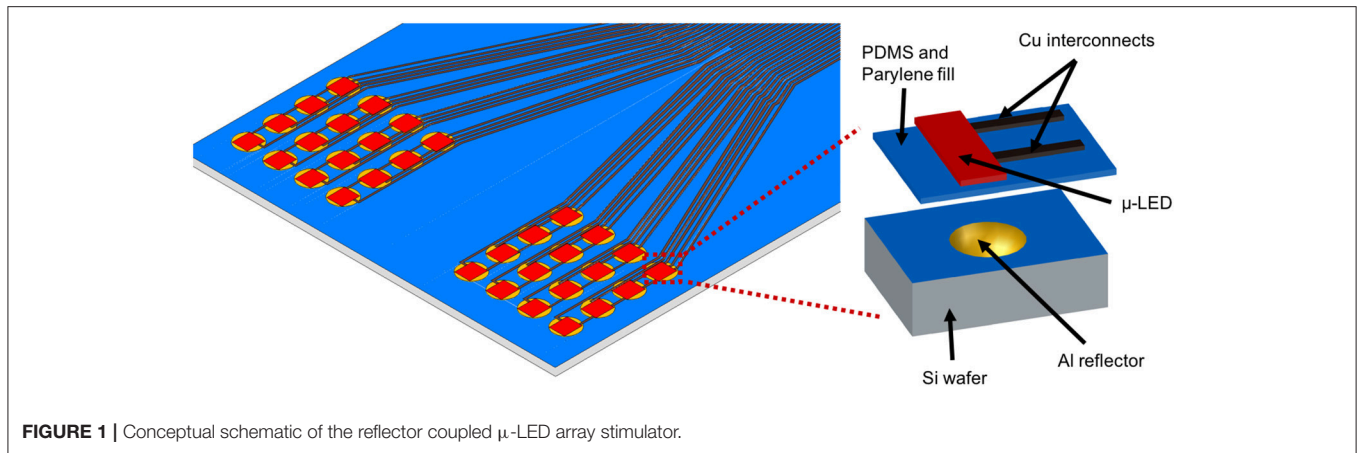 Cu interconnects
PDMS and
Parylene fill
μ-LED
Al reflector
Si wafer
FIGURE 1 | Conceptual schematic of the reflector coupled μ-LED array stimulator.